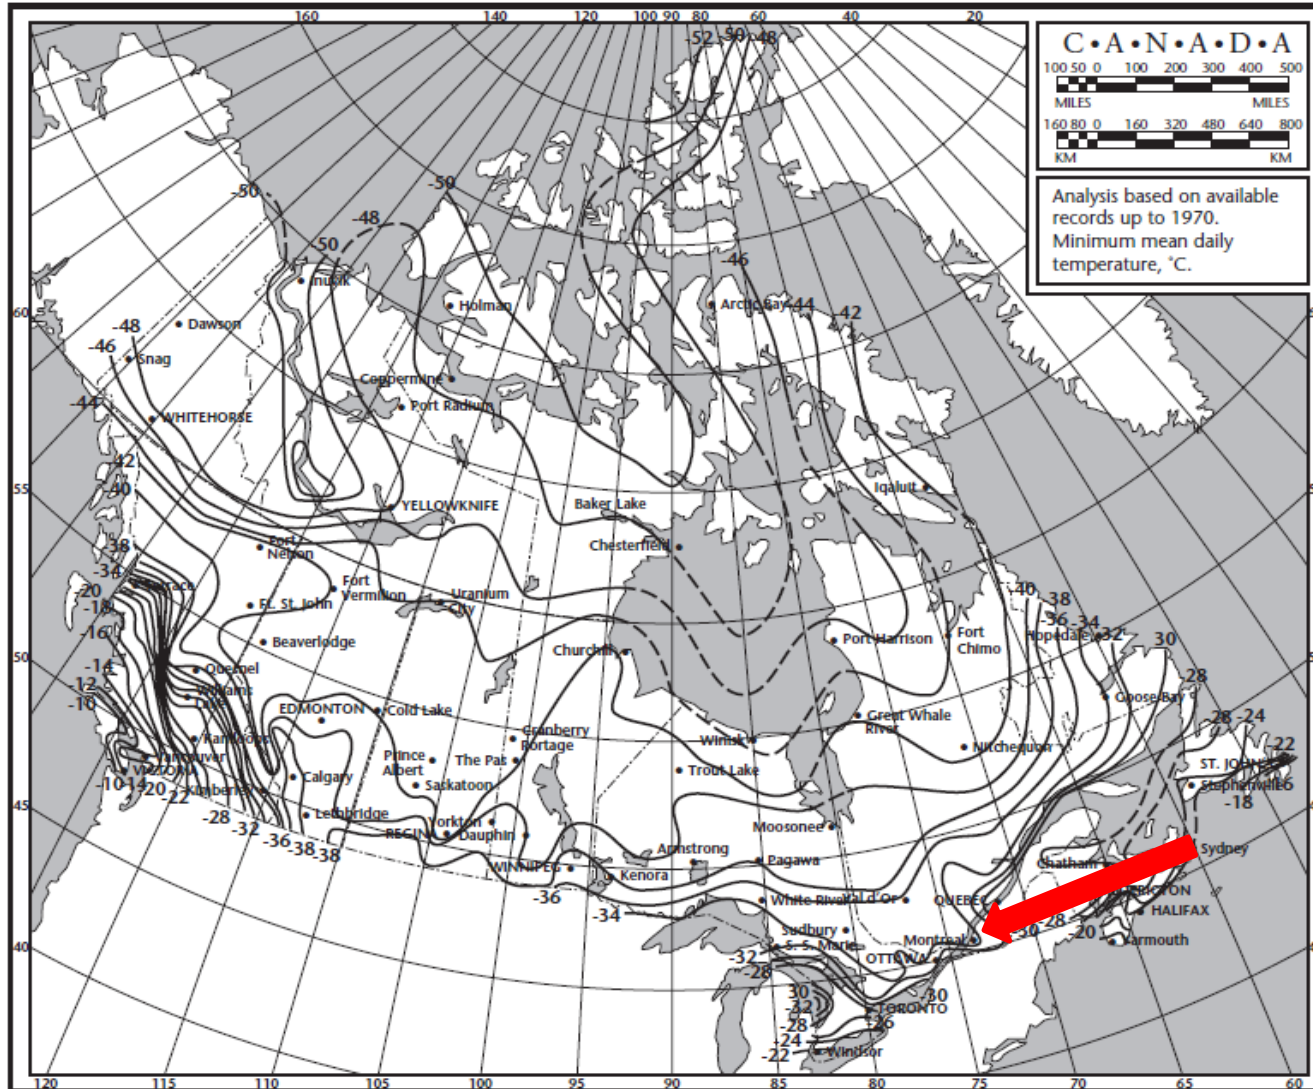 160 140 120 100 90 80 60 40 20
C•A•N•A•D•A
100 50 0 100 200 300 400 500
MILES MILES
160 80 0 160 320 480 640 800
KM KM
Analysis based on available
records up to 1970.
Minimum mean daily
temperature, ˚C.
-52 -50 -48
-50
-48
-50
-50
-46
-44
-42
Inuvik
Holman
Arctic Bay
60
Dawson
-48
-46
Snag
Coppermine
Port Radium
-44
WHITEHORSE
-42
-40
55
Iqaluit
YELLOWKNIFE
Baker Lake
Chesterfield
-38
Fort
Nelson
-34
-20
-18
Fort
Vermilion
Uranium
City
-40
-38
-36
-34
-32
30
Ft. St. John
-16
Beaverlodge
Port Harrison
Fort
Chimo
Hopedale
Churchill
50
-14
-12
-10
Quesnel
Williams
Lake
-28
Goose Bay
EDMONTON
Cold Lake
Great Whale
River
-28
-24
Kamloops
Cranberry
Portage
Winisk
Nitchequon
22
Vancouver
VICTORIA
Prince
Albert
The Pas
ST. JOHN'S
Calgary
Trout Lake
Stephenville
-10
-14
-20
-22
Kimberley
Saskatoon
-16
-18
45
-28
Lethbridge
Yorkton
Moosonee
-32
REGINA
Dauphin
-36
-38
-38
Armstrong
Sydney
WINNIPEG
Kenora
Pagawa
Chatham
-36
White River
Val d'Or
QUEBEC
-34
HALIFAX
-28
-20
-30
Sudbury
Montreal
Yarmouth
40
S. S. Marie
OTTAWA
-32
-28
30
-32
-28
-24
-22
-30
TORONTO
-26
Windsor
120 115 110 105 100 95 90 85 80 75 70 65 60